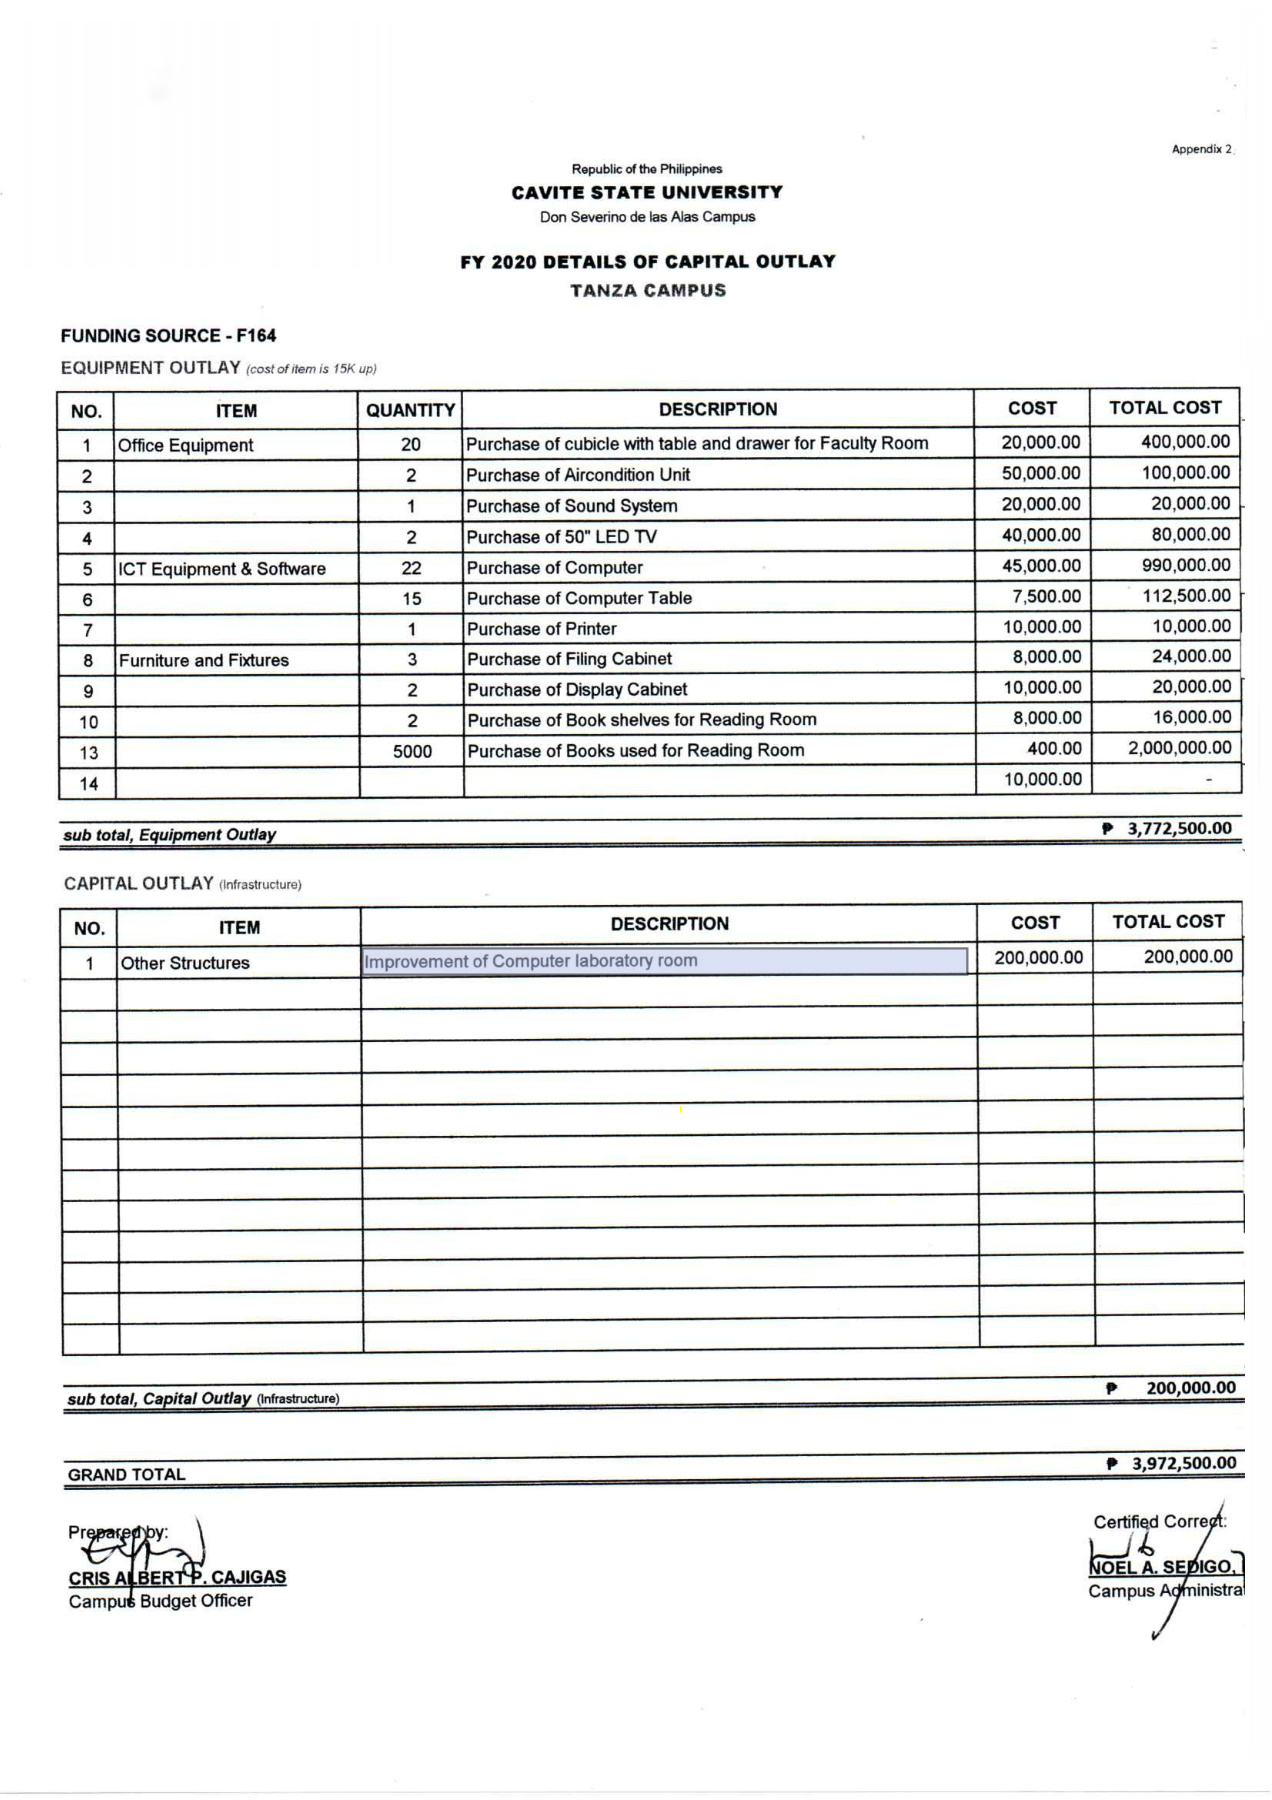 Appendix 2
Republic of the Philippines
CAVITE STATE UNIVERSITY
Don Severino de las Alas Campus
FY 2020 DETAILS OF CAPITAL OUTLAY
TANZA CAMPUS
FUNDING SOURCE - F164
EQUIPMENT OUTLAY (cost of item is 15K up)
NO. ITEM QUANTITY DESCRIPTION COST TOTAL COST
1 Office Equipment 20 Purchase of cubicle with table and drawer for Faculty Room 20,000.00 400,000.00
2 2 Purchase of Aircondition Unit 50,000.00 100,000.00
3 1 Purchase of Sound System 20,000.00 20,000.00
4 2 Purchase of 50" LED TV 40,000.00 80,000.00
5 ICT Equipment & Software 22 Purchase of Computer 45,000.00 990,000.00
6 15 Purchase of Computer Table 7,500.00 112,500.00
7 1 Purchase of Printer 10,000.00 10,000.00
8 Furniture and Fixtures 3 Purchase of Filing Cabinet 8,000.00 24,000.00
9 2 Purchase of Display Cabinet 10,000.00 20,000.00
10 2 Purchase of Book shelves for Reading Room 8,000.00 16,000.00
13 5000 Purchase of Books used for Reading Room 400.00 2,000,000.00
14 10,000.00 -
sub total, Equipment Outlay ₱ 3,772,500.00
CAPITAL OUTLAY (Infrastructure)
NO. ITEM DESCRIPTION COST TOTAL COST
1 Other Structures Improvement of Computer laboratory room 200,000.00 200,000.00
sub total, Capital Outlay (Infrastructure) ₱ 200,000.00
GRAND TOTAL ₱ 3,972,500.00
Prepared by: Certified Correct:
CRIS ALBERT P. CAJIGAS NOEL A. SEDIGO,
Campus Budget Officer Campus Administra